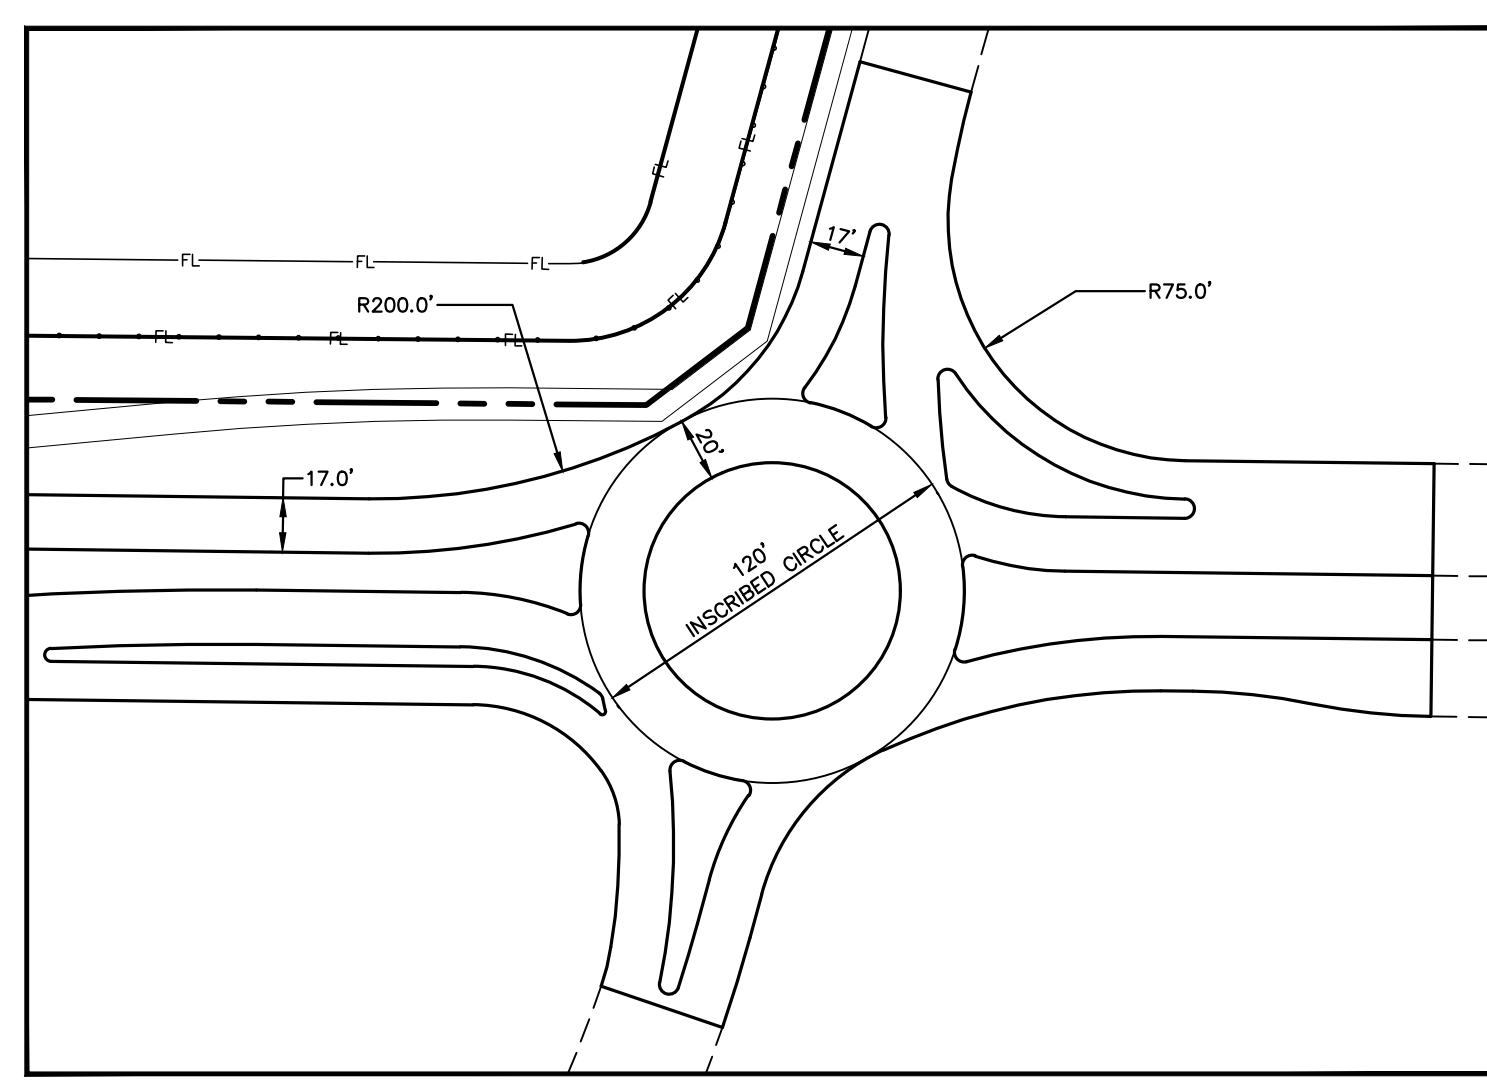 FL
FL
17'
FL FL FL
R75.0'
R200.0'
FL
FL FL FL
20'
17.0'
120'
INSCRIBED CIRCLE